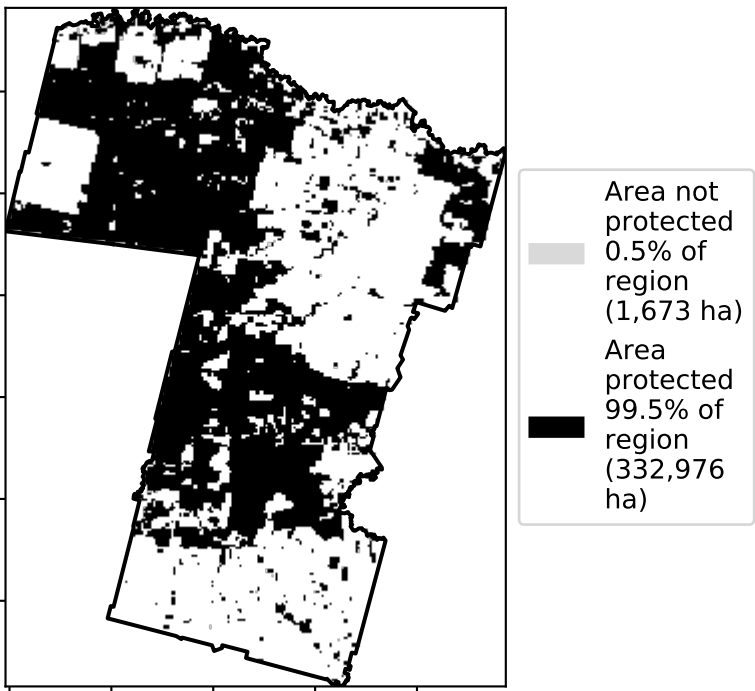 Area not
protected
0.5% of
region
(1,673 ha)
Area
protected
99.5% of
region
(332,976
ha)